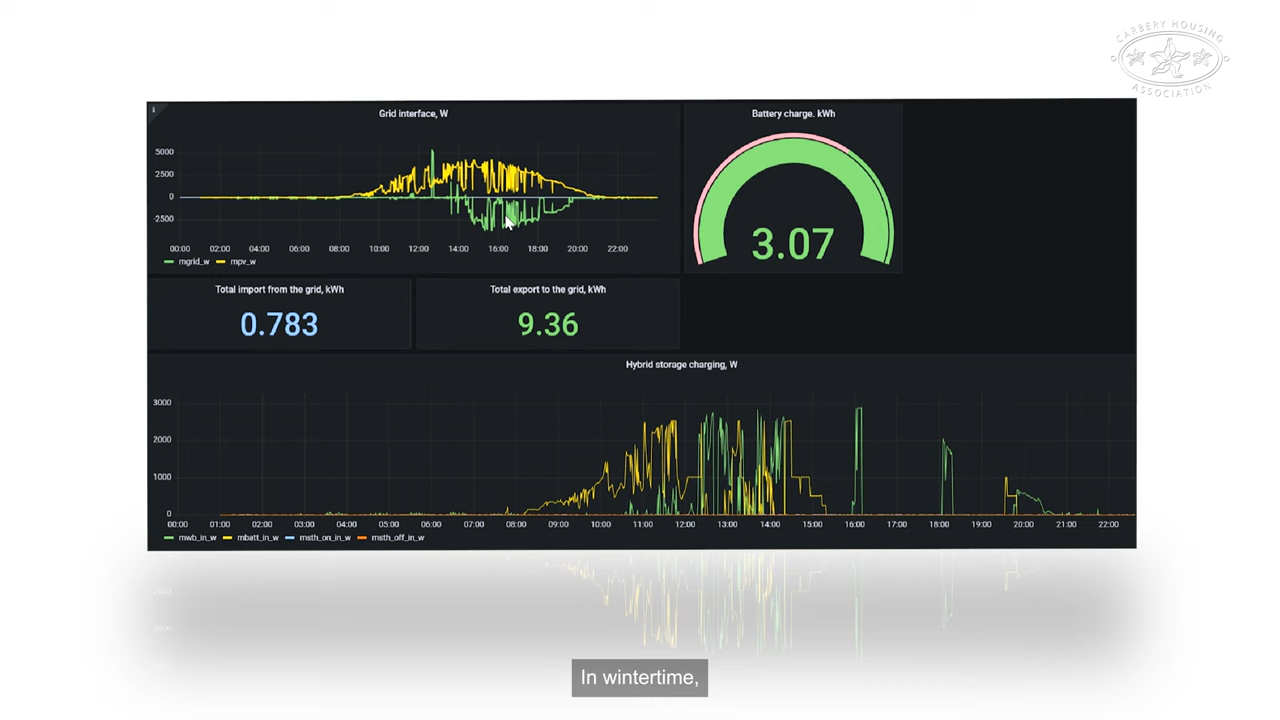 CARBERY HOUSING
ASSOCIATION
i
Grid interface, W
5000
2500
0
-2500
00:00 02:00 04:00 06:00 08:00 10:00 12:00 14:00 16:00 18:00 20:00 22:00
mgrid_w mpv_w
Battery charge. kWh
3.07
Total import from the grid, kWh
0.783
Total export to the grid, kWh
9.36
Hybrid storage charging, W
3000
2000
1000
0
00:00 01:00 02:00 03:00 04:00 05:00 06:00 07:00 08:00 09:00 10:00 11:00 12:00 13:00 14:00 15:00 16:00 17:00 18:00 19:00 20:00 21:00 22:00
mwb_in_w mbatt_in_w msth_on_in_w msth_off_in_w
In wintertime,